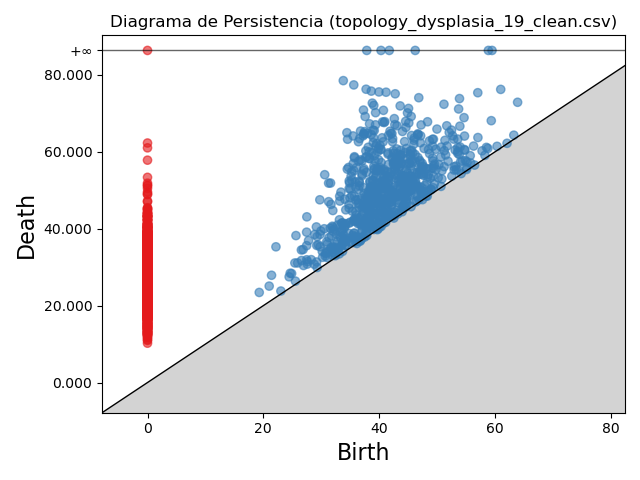 Diagrama de Persistencia (topology_dysplasia_19_clean.csv)
+∞
80.000
60.000
40.000
20.000
0.000
Death
0 20 40 60 80
Birth